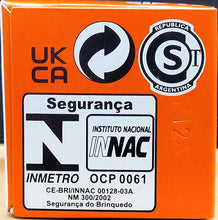 UK
CA
REPUBLICA
S
I
ARGENTINA
Segurança
INSTITUTO NACIONAL
INNAC
INMETRO OCP 0061
CE-BRI/INNAC 00128-03A
NM 300/2002
Segurança do Brinquedo